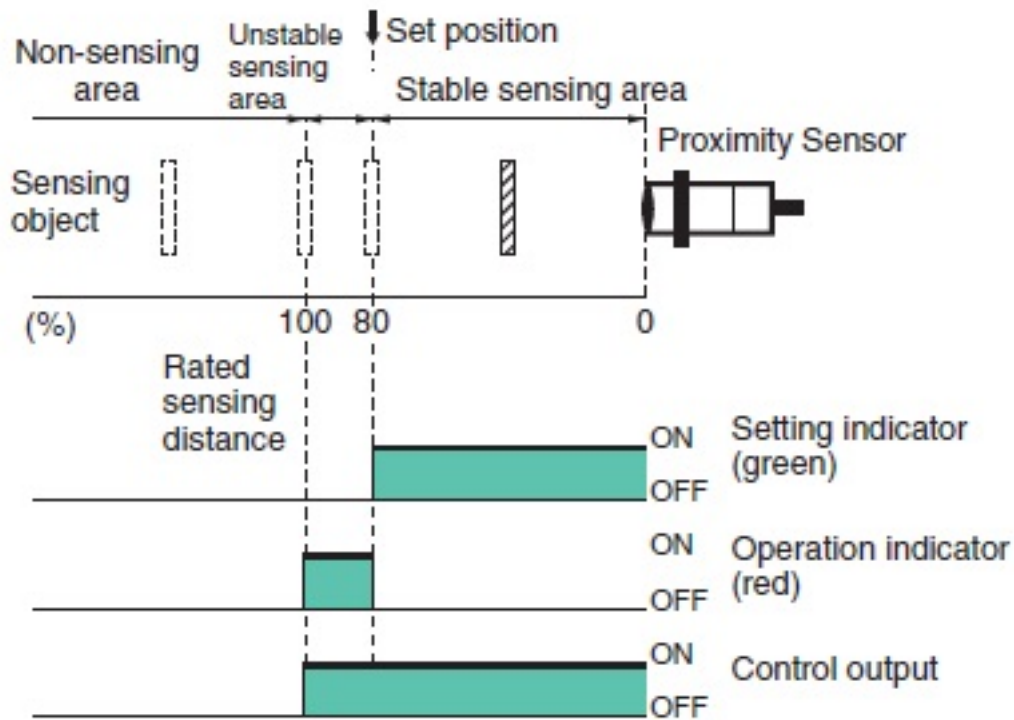 Set position
Non-sensing
area
Unstable
sensing
area
Stable sensing area
Proximity Sensor
Sensing
object
(%)
100
80
0
Rated
sensing
distance
ON
OFF
Setting indicator
(green)
ON
OFF
Operation indicator
(red)
ON
OFF
Control output